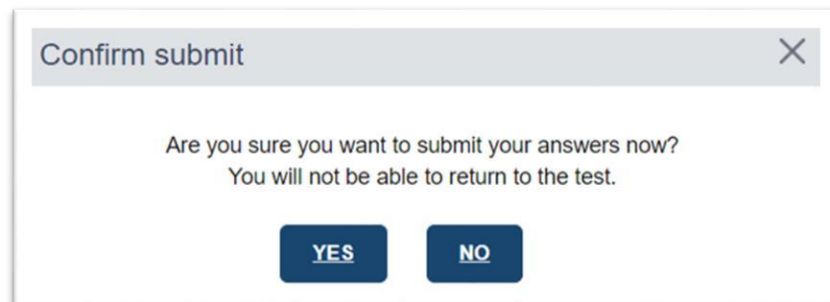 Confirm submit
Are you sure you want to submit your answers now?
You will not be able to return to the test.
YES NO